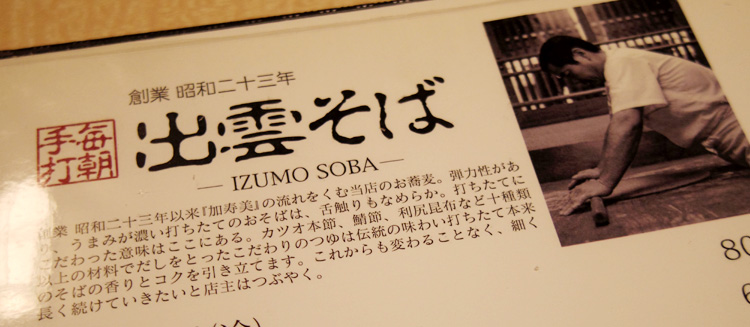 創業 昭和二十三年
毎朝
手打
出雲そば
IZUMO SOBA
創業 昭和二十三年以来『加寿美』の流れをくむ当店のお蕎麦。弾力性があ
り、うまみが濃い打ちたてのおそばは、舌触りもなめらか。打ちたてに
こだわった意味はここにある。カツオ本節、鯖節、利尻昆布など十種類
以上の材料でだしをとったこだわりのつゆは伝統の味わい打ちたて本来
のそばの香りとコクを引き立てます。これからも変わることなく、細く
長く続けていきたいと店主はつぶやく。
80